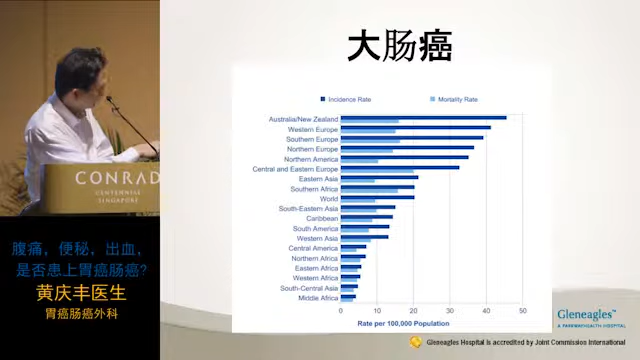 大肠癌
Incidence Rate
Mortality Rate
Australia/New Zealand
Western Europe
Southern Europe
Northern Europe
Northern America
Central and Eastern Europe
Eastern Asia
Southern Africa
World
South-Eastern Asia
Caribbean
South America
Western Asia
Central America
Northern Africa
Eastern Africa
Western Africa
South-Central Asia
Middle Africa
0 10 20 30 40 50
Rate per 100,000 Population
CONRAD
CENTENNIAL
SINGAPORE
腹痛，便秘，出血，
是否患上胃癌肠癌?
黄庆丰医生
胃癌肠癌外科
Gleneagles™
A PARKWAYHEALTH HOSPITAL
Gleneagles Hospital is accredited by Joint Commission International